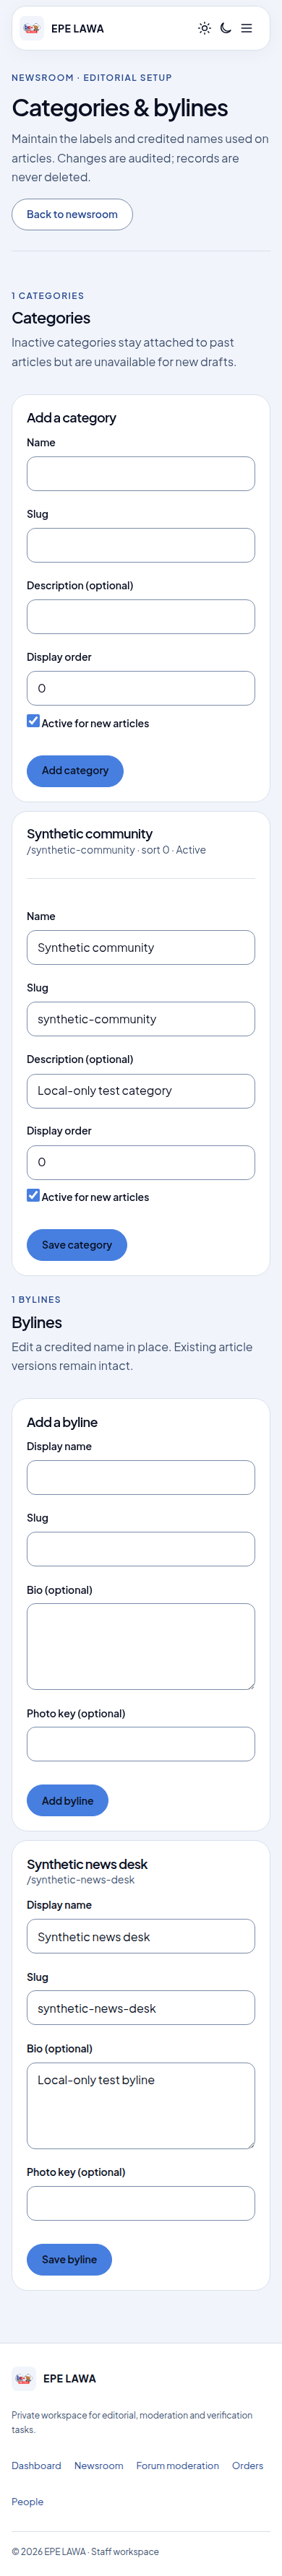 EPE LAWA
NEWSROOM · EDITORIAL SETUP
Categories & bylines
Maintain the labels and credited names used on
articles. Changes are audited; records are
never deleted.
Back to newsroom
1 CATEGORIES
Categories
Inactive categories stay attached to past
articles but are unavailable for new drafts.
Add a category
Name
Slug
Description (optional)
Display order
0
Active for new articles
Add category
Synthetic community
/synthetic-community · sort 0 · Active
Name
Synthetic community
Slug
synthetic-community
Description (optional)
Local-only test category
Display order
0
Active for new articles
Save category
1 BYLINES
Bylines
Edit a credited name in place. Existing article
versions remain intact.
Add a byline
Display name
Slug
Bio (optional)
Photo key (optional)
Add byline
Synthetic news desk
/synthetic-news-desk
Display name
Synthetic news desk
Slug
synthetic-news-desk
Bio (optional)
Local-only test byline
Photo key (optional)
Save byline
EPE LAWA
Private workspace for editorial, moderation and verification
tasks.
Dashboard Newsroom Forum moderation Orders
People
© 2026 EPE LAWA · Staff workspace